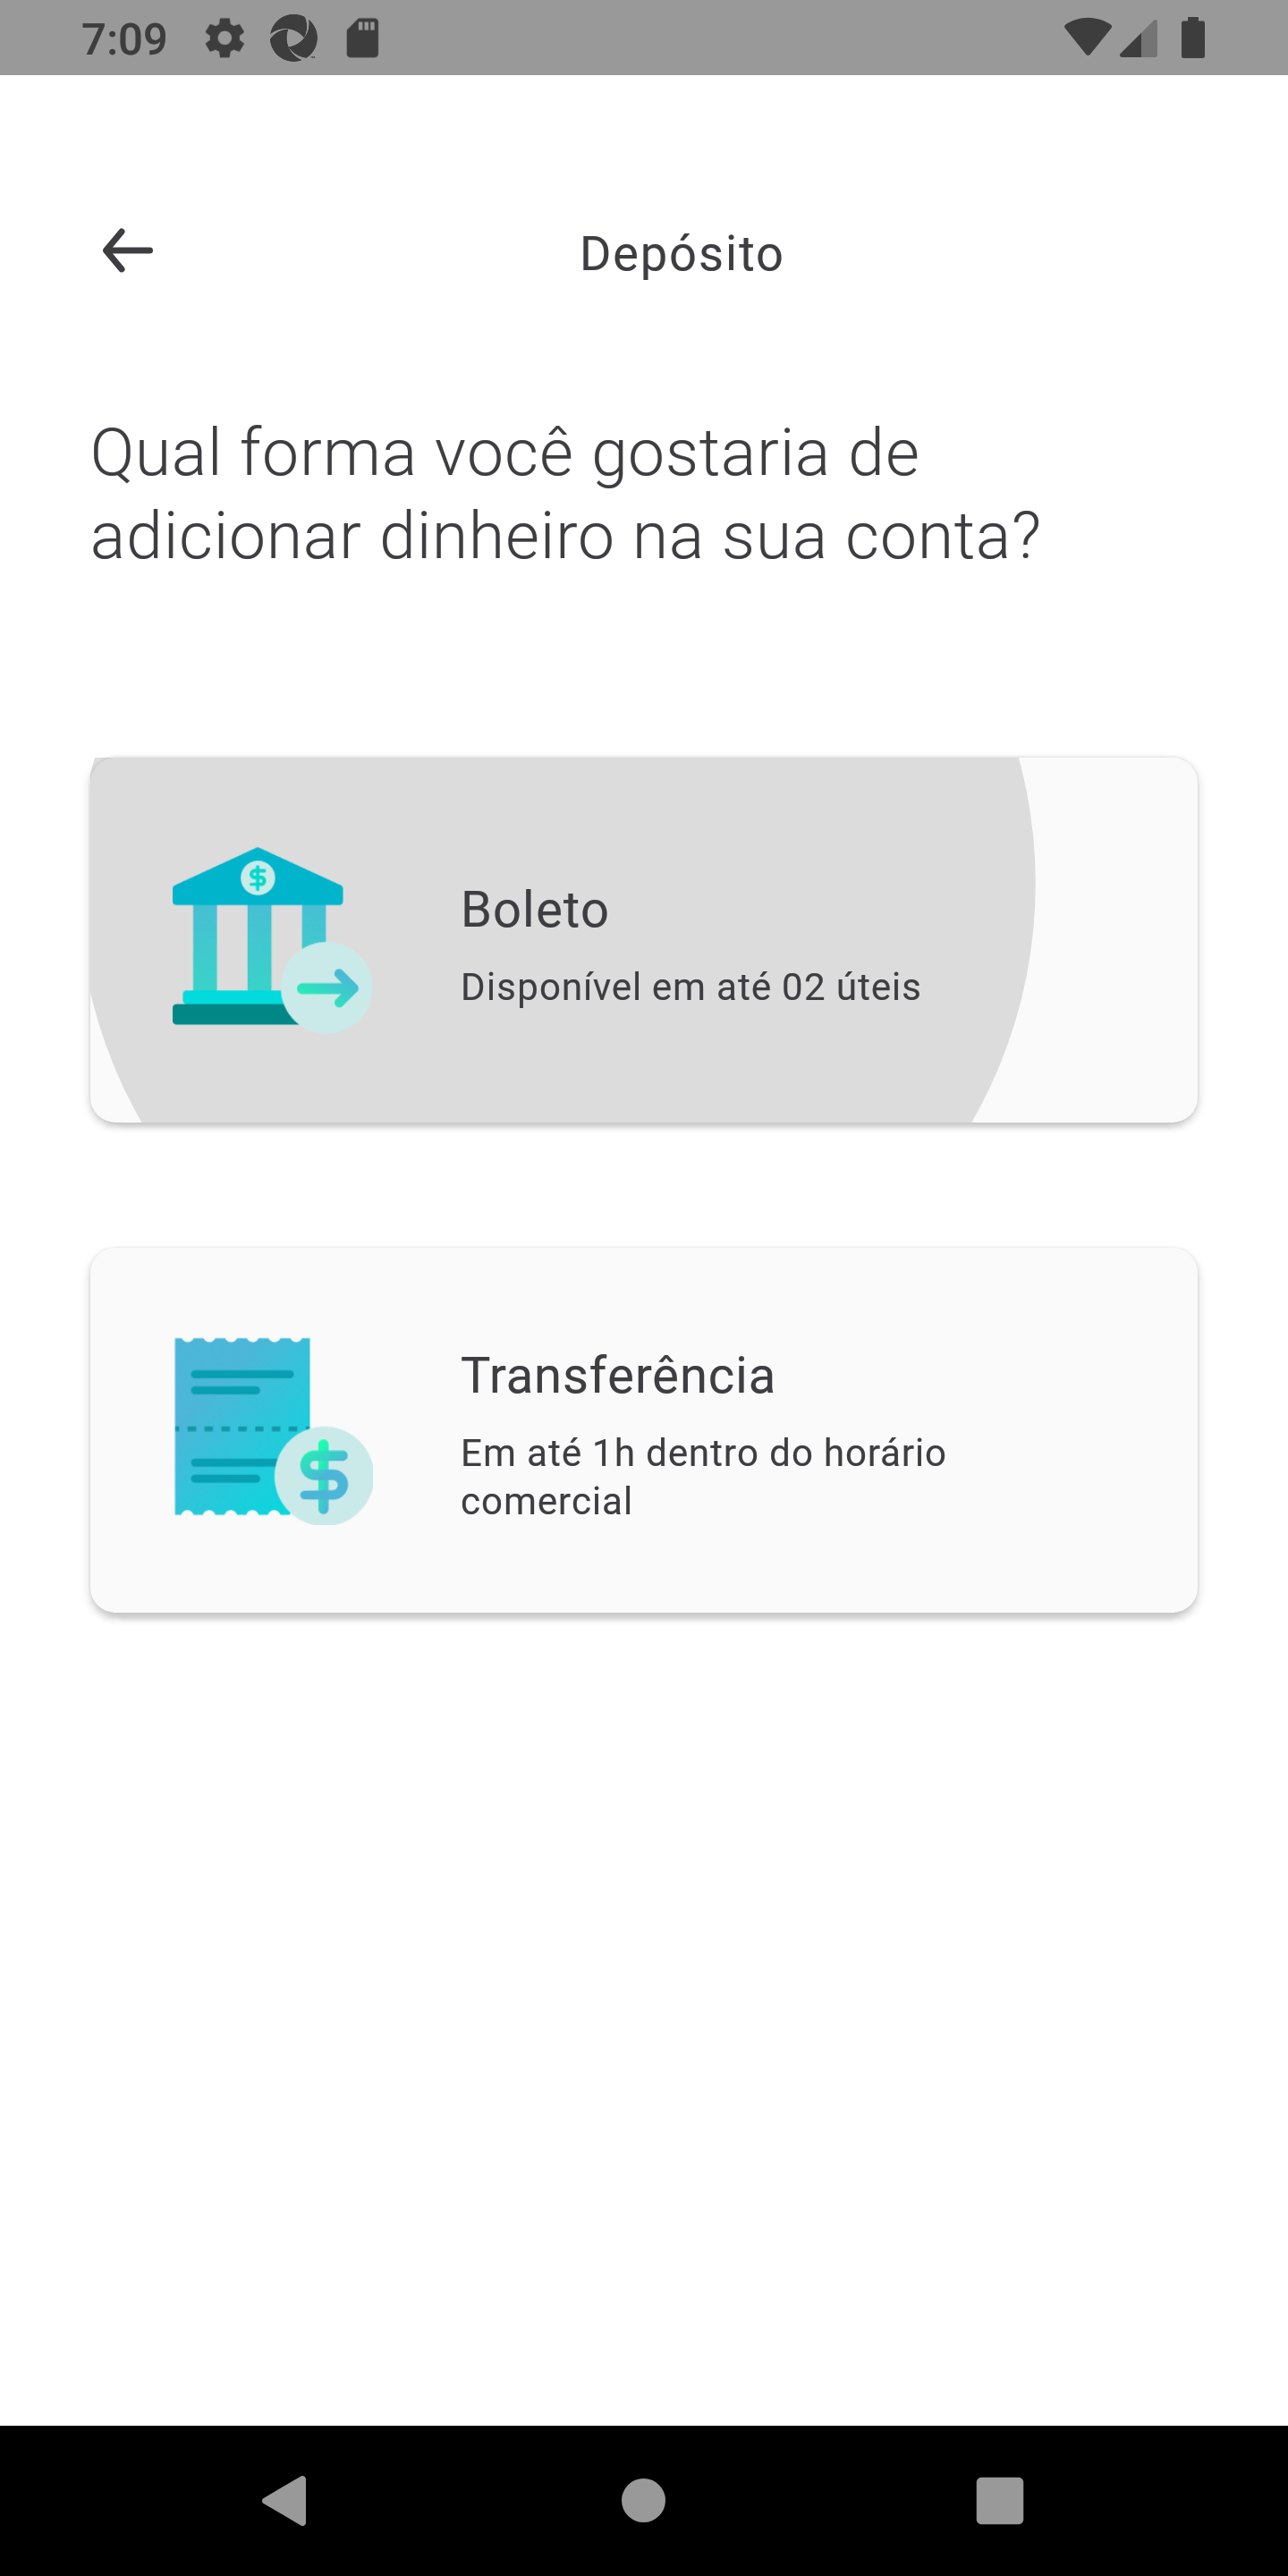 7:09
Depósito
Qual forma você gostaria de
adicionar dinheiro na sua conta?
$
Boleto
Disponível em até 02 úteis
Transferência
Em até 1h dentro do horário
comercial
$